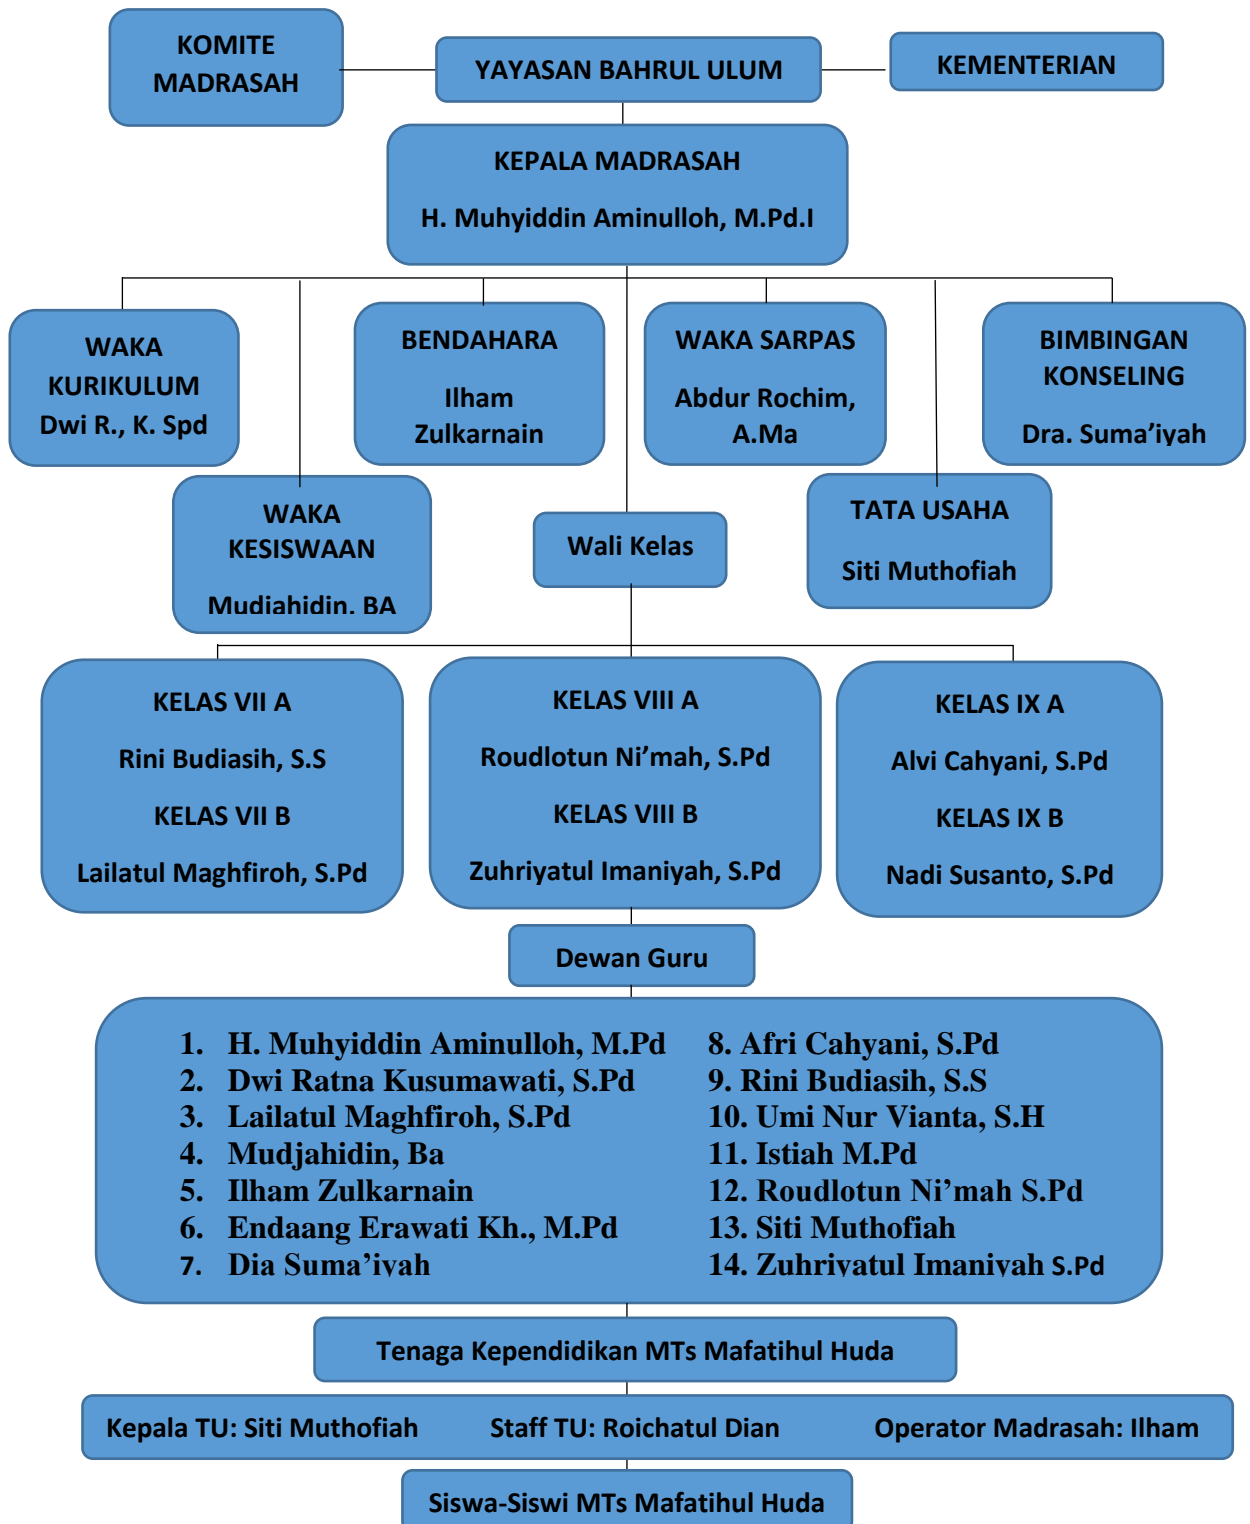 KOMITE
MADRASAH
YAYASAN BAHRUL ULUM
KEMENTERIAN
KEPALA MADRASAH
H. Muhyiddin Aminulloh, M.Pd.I
WAKA
KURIKULUM
Dwi R., K. Spd
BENDAHARA
Ilham
Zulkarnain
WAKA SARPAS
Abdur Rochim,
A.Ma
BIMBINGAN
KONSELING
Dra. Suma’iyah
WAKA
KESISWAAN
Mudjahidin, BA
Wali Kelas
TATA USAHA
Siti Muthofiah
KELAS VII A
Rini Budiasih, S.S
KELAS VII B
Lailatul Maghfiroh, S.Pd
KELAS VIII A
Roudlotun Ni’mah, S.Pd
KELAS VIII B
Zuhriyatul Imaniyah, S.Pd
KELAS IX A
Alvi Cahyani, S.Pd
KELAS IX B
Nadi Susanto, S.Pd
Dewan Guru
1. H. Muhyiddin Aminulloh, M.Pd
2. Dwi Ratna Kusumawati, S.Pd
3. Lailatul Maghfiroh, S.Pd
4. Mudjahidin, Ba
5. Ilham Zulkarnain
6. Endaang Erawati Kh., M.Pd
7. Dia Suma’iyah
8. Afri Cahyani, S.Pd
9. Rini Budiasih, S.S
10. Umi Nur Vianta, S.H
11. Istiah M.Pd
12. Roudlotun Ni’mah S.Pd
13. Siti Muthofiah
14. Zuhriyatul Imaniyah S.Pd
Tenaga Kependidikan MTs Mafatihul Huda
Kepala TU: Siti Muthofiah Staff TU: Roichatul Dian Operator Madrasah: Ilham
Siswa-Siswi MTs Mafatihul Huda